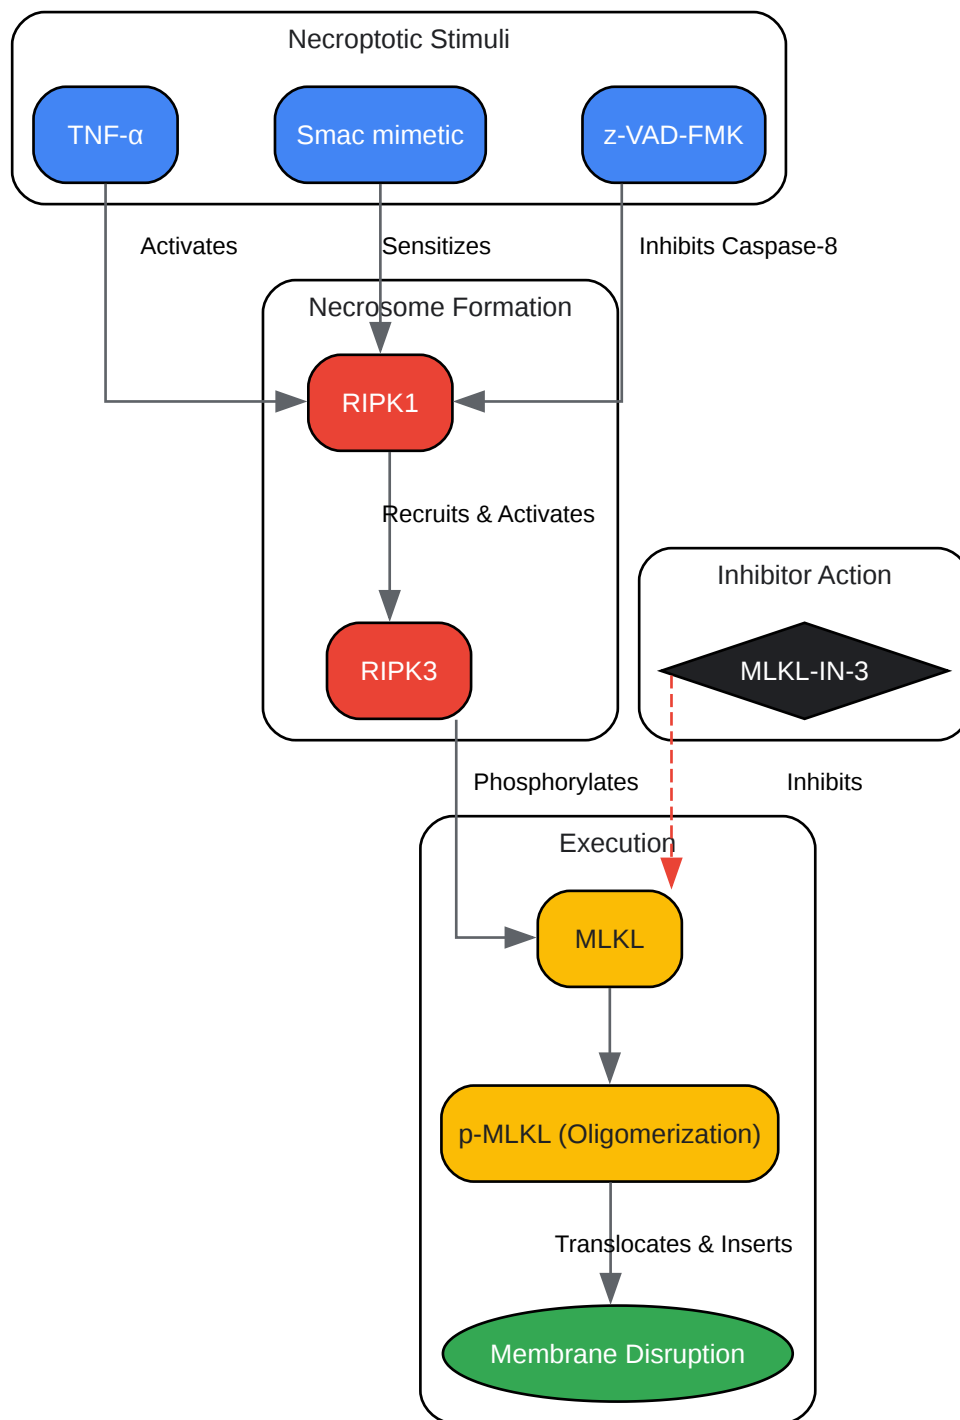 Necroptotic Stimuli
TNF-α
Smac mimetic
z-VAD-FMK
Activates
Sensitizes
Inhibits Caspase-8
Necrosome Formation
RIPK1
Recruits & Activates
RIPK3
Inhibitor Action
MLKL-IN-3
Phosphorylates
Inhibits
Execution
MLKL
p-MLKL (Oligomerization)
Translocates & Inserts
Membrane Disruption